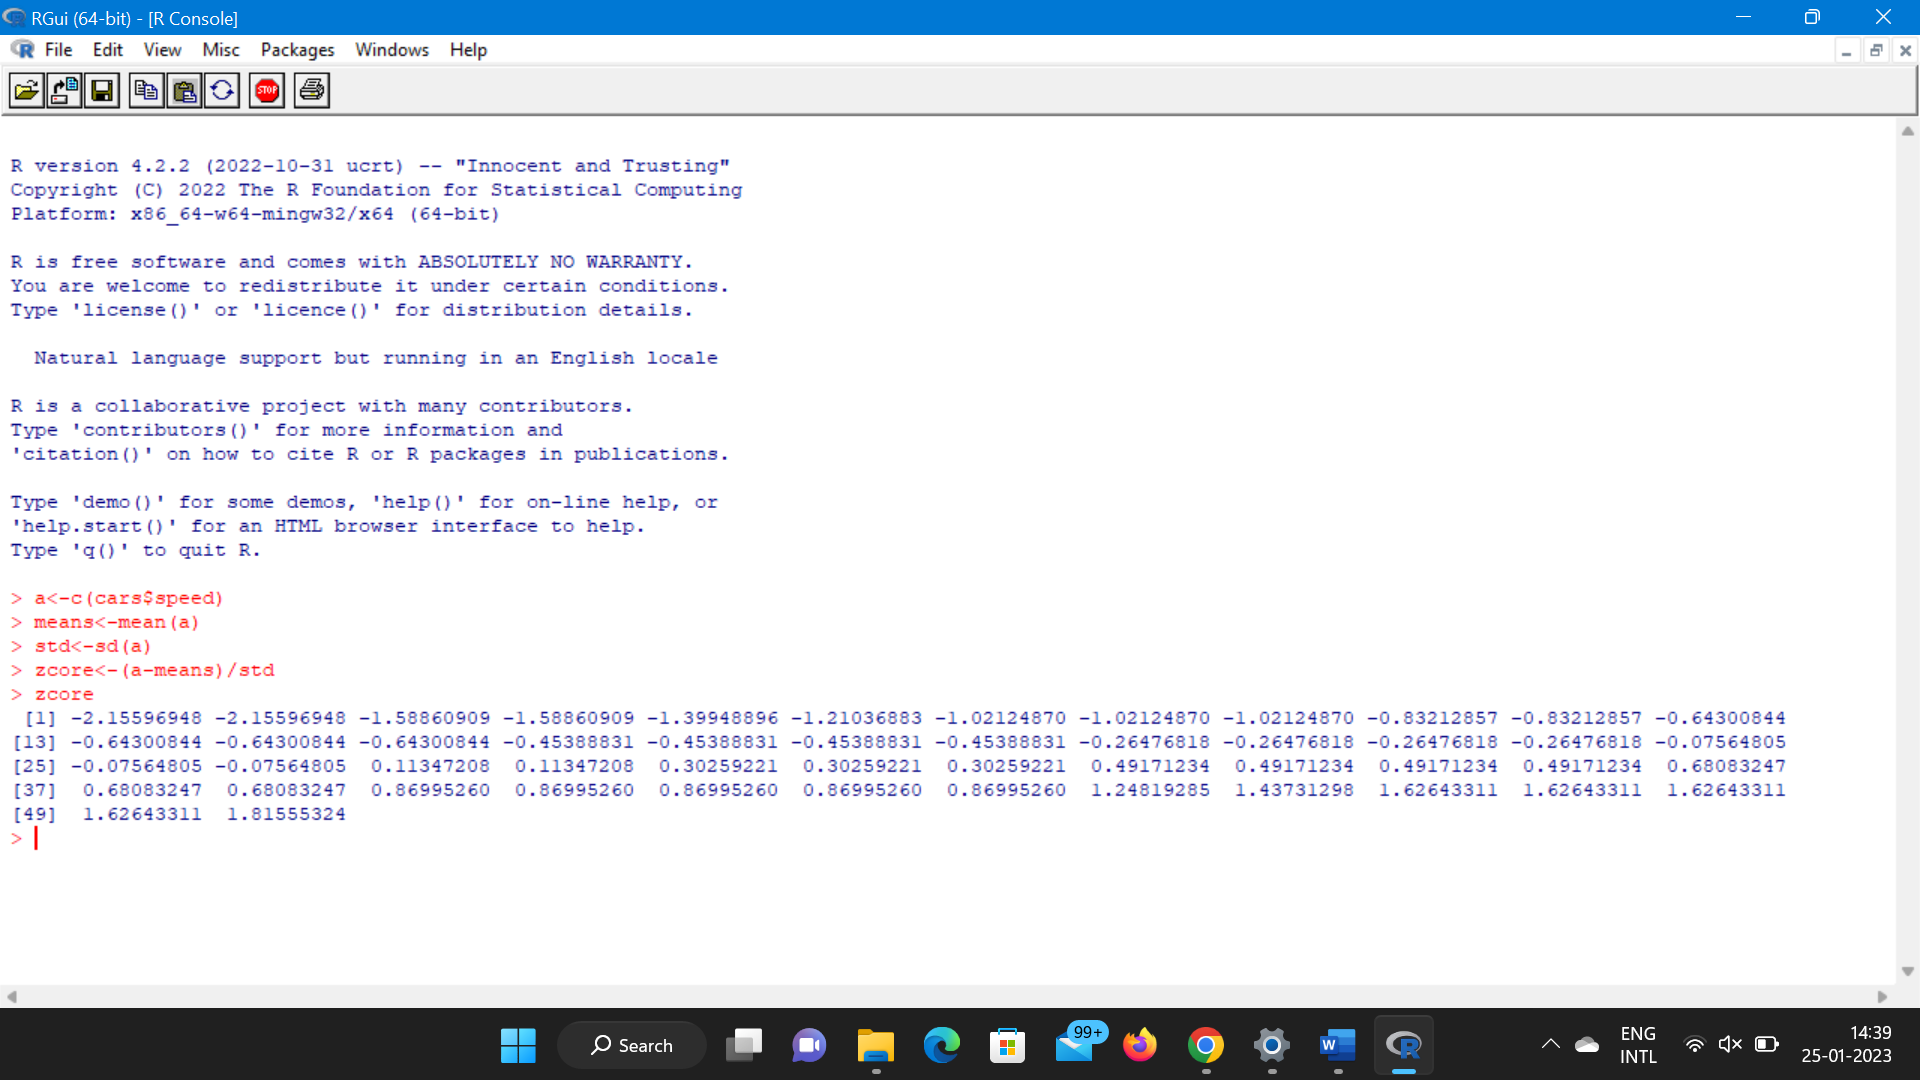 RGui (64-bit) - [R Console]
File Edit View Misc Packages Windows Help
STOP
R version 4.2.2 (2022-10-31 ucrt) -- "Innocent and Trusting"
Copyright (C) 2022 The R Foundation for Statistical Computing
Platform: x86_64-w64-mingw32/x64 (64-bit)
R is free software and comes with ABSOLUTELY NO WARRANTY.
You are welcome to redistribute it under certain conditions.
Type 'license()' or 'licence()' for distribution details.
Natural language support but running in an English locale
R is a collaborative project with many contributors.
Type 'contributors()' for more information and
'citation()' on how to cite R or R packages in publications.
Type 'demo()' for some demos, 'help()' for on-line help, or
'help.start()' for an HTML browser interface to help.
Type 'q()' to quit R.
> a<-c(cars$speed)
> means<-mean(a)
> std<-sd(a)
> zcore<-(a-means)/std
> zcore
[1] -2.15596948 -2.15596948 -1.58860909 -1.58860909 -1.39948896 -1.21036883 -1.02124870 -1.02124870 -1.02124870 -0.83212857 -0.83212857 -0.64300844
[13] -0.64300844 -0.64300844 -0.64300844 -0.45388831 -0.45388831 -0.45388831 -0.45388831 -0.26476818 -0.26476818 -0.26476818 -0.26476818 -0.07564805
[25] -0.07564805 -0.07564805 0.11347208 0.11347208 0.30259221 0.30259221 0.30259221 0.49171234 0.49171234 0.49171234 0.49171234 0.68083247
[37] 0.68083247 0.68083247 0.86995260 0.86995260 0.86995260 0.86995260 0.86995260 1.24819285 1.43731298 1.62643311 1.62643311 1.62643311
[49] 1.62643311 1.81555324
>
Search
99+
W
R
ENG
INTL
14:39
25-01-2023